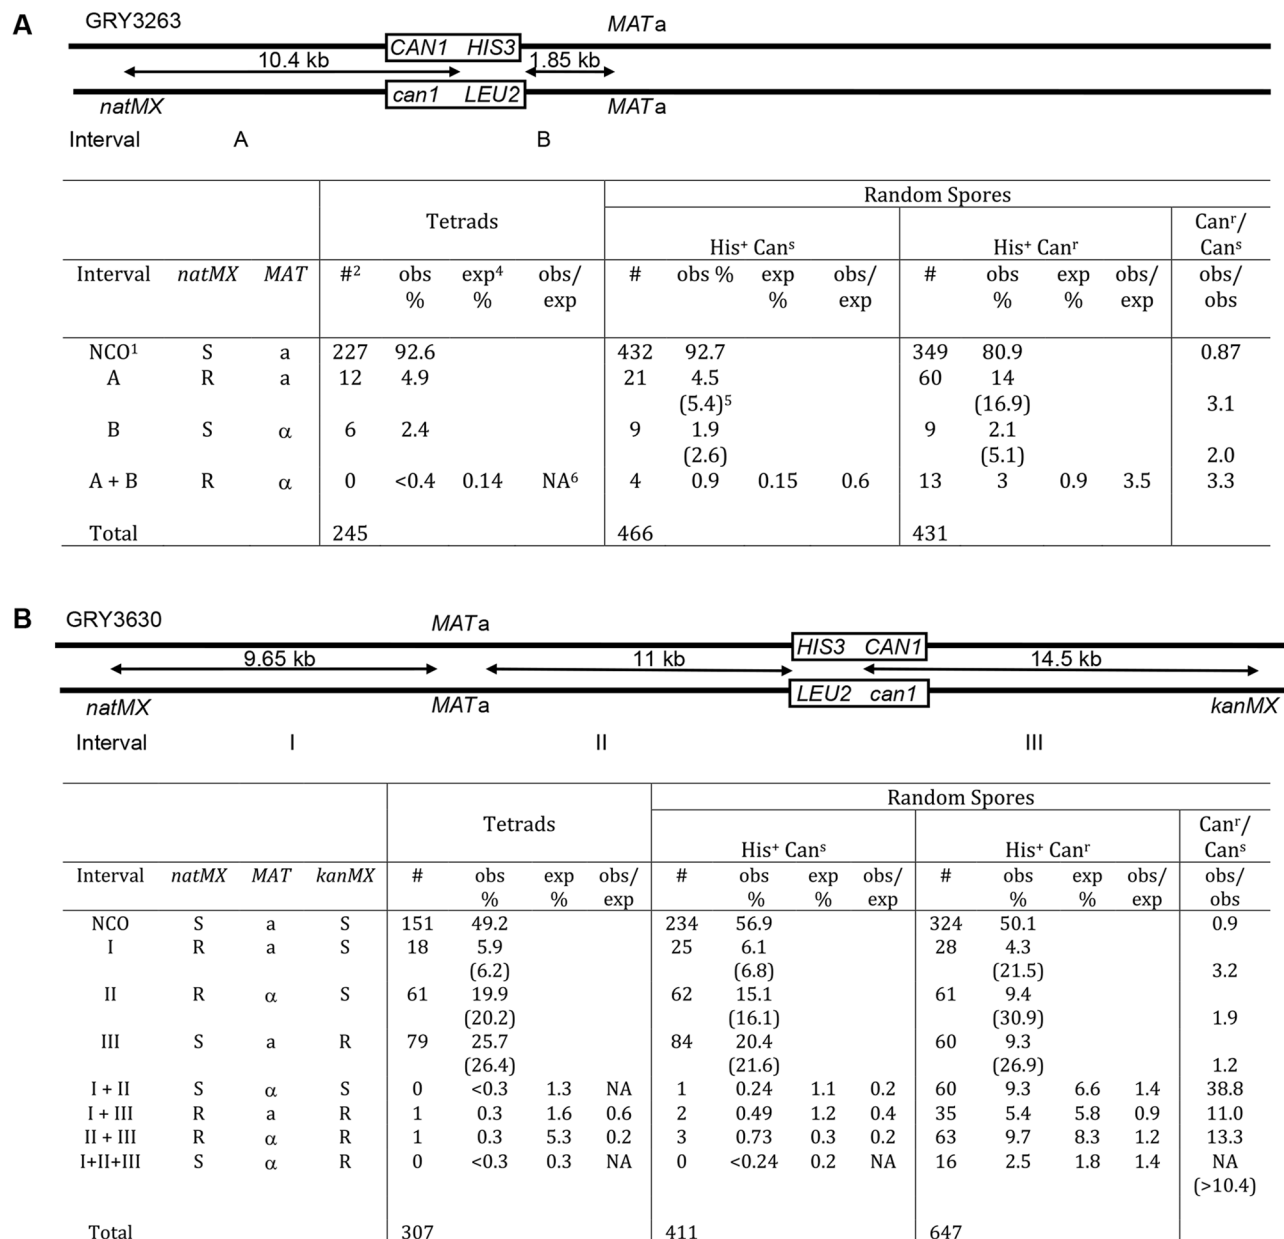 A
GRY3263
MATa
CAN1 HIS3
10.4 kb
1.85 kb
can1 LEU2
natMX
MATa
Interval A B
Random Spores
Tetrads
Canʳ/
Canˢ
His⁺ Canˢ
His⁺ Canʳ
Interval natMX MAT #² obs % exp⁴ % obs/exp # obs % exp % obs/exp # obs % exp % obs/exp obs/obs
NCO¹ S a 227 92.6 432 92.7 349 80.9 0.87
A R a 12 4.9 21 4.5 60 14
(5.4)⁵ (16.9) 3.1
B S α 6 2.4 9 1.9 9 2.1
(2.6) (5.1) 2.0
A + B R α 0 <0.4 0.14 NA⁶ 4 0.9 0.15 0.6 13 3 0.9 3.5 3.3
Total 245 466 431
B
GRY3630
MATa
HIS3 CAN1
9.65 kb
11 kb
14.5 kb
LEU2 can1
natMX
MATa
kanMX
Interval I II III
Random Spores
Tetrads
Canʳ/
Canˢ
His⁺ Canˢ
His⁺ Canʳ
Interval natMX MAT kanMX # obs % exp % obs/exp # obs % exp % obs/exp # obs % exp % obs/exp obs/obs
NCO S a S 151 49.2 234 56.9 324 50.1 0.9
I R a S 18 5.9 25 6.1 28 4.3
(6.2) (6.8) (21.5) 3.2
II R α S 61 19.9 62 15.1 61 9.4
(20.2) (16.1) (30.9) 1.9
III S a R 79 25.7 84 20.4 60 9.3
(26.4) (21.6) (26.9) 1.2
I + II S α S 0 <0.3 1.3 NA 1 0.24 1.1 0.2 60 9.3 6.6 1.4 38.8
I + III R a R 1 0.3 1.6 0.6 2 0.49 1.2 0.4 35 5.4 5.8 0.9 11.0
II + III R α R 1 0.3 5.3 0.2 3 0.73 0.3 0.2 63 9.7 8.3 1.2 13.3
I+II+III S α R 0 <0.3 0.3 NA 0 <0.24 0.2 NA 16 2.5 1.8 1.4 NA
(>10.4)
Total 307 411 647